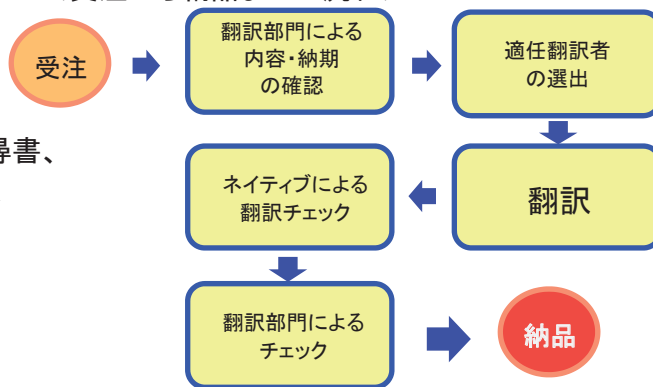 受注
翻訳部門による
内容・納期
の確認
適任翻訳者
の選出
尋書、
翻訳
ネイティブによる
翻訳チェック
翻訳部門による
チェック
納品